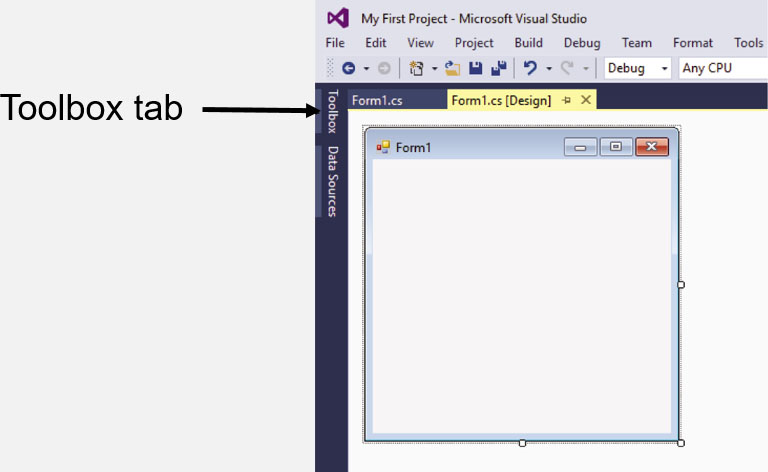 My First Project - Microsoft Visual Studio
File Edit View Project Build Debug Team Format Tools
Debug Any CPU
Toolbox tab
Toolbox
Data Sources
Form1.cs Form1.cs [Design]
Form1